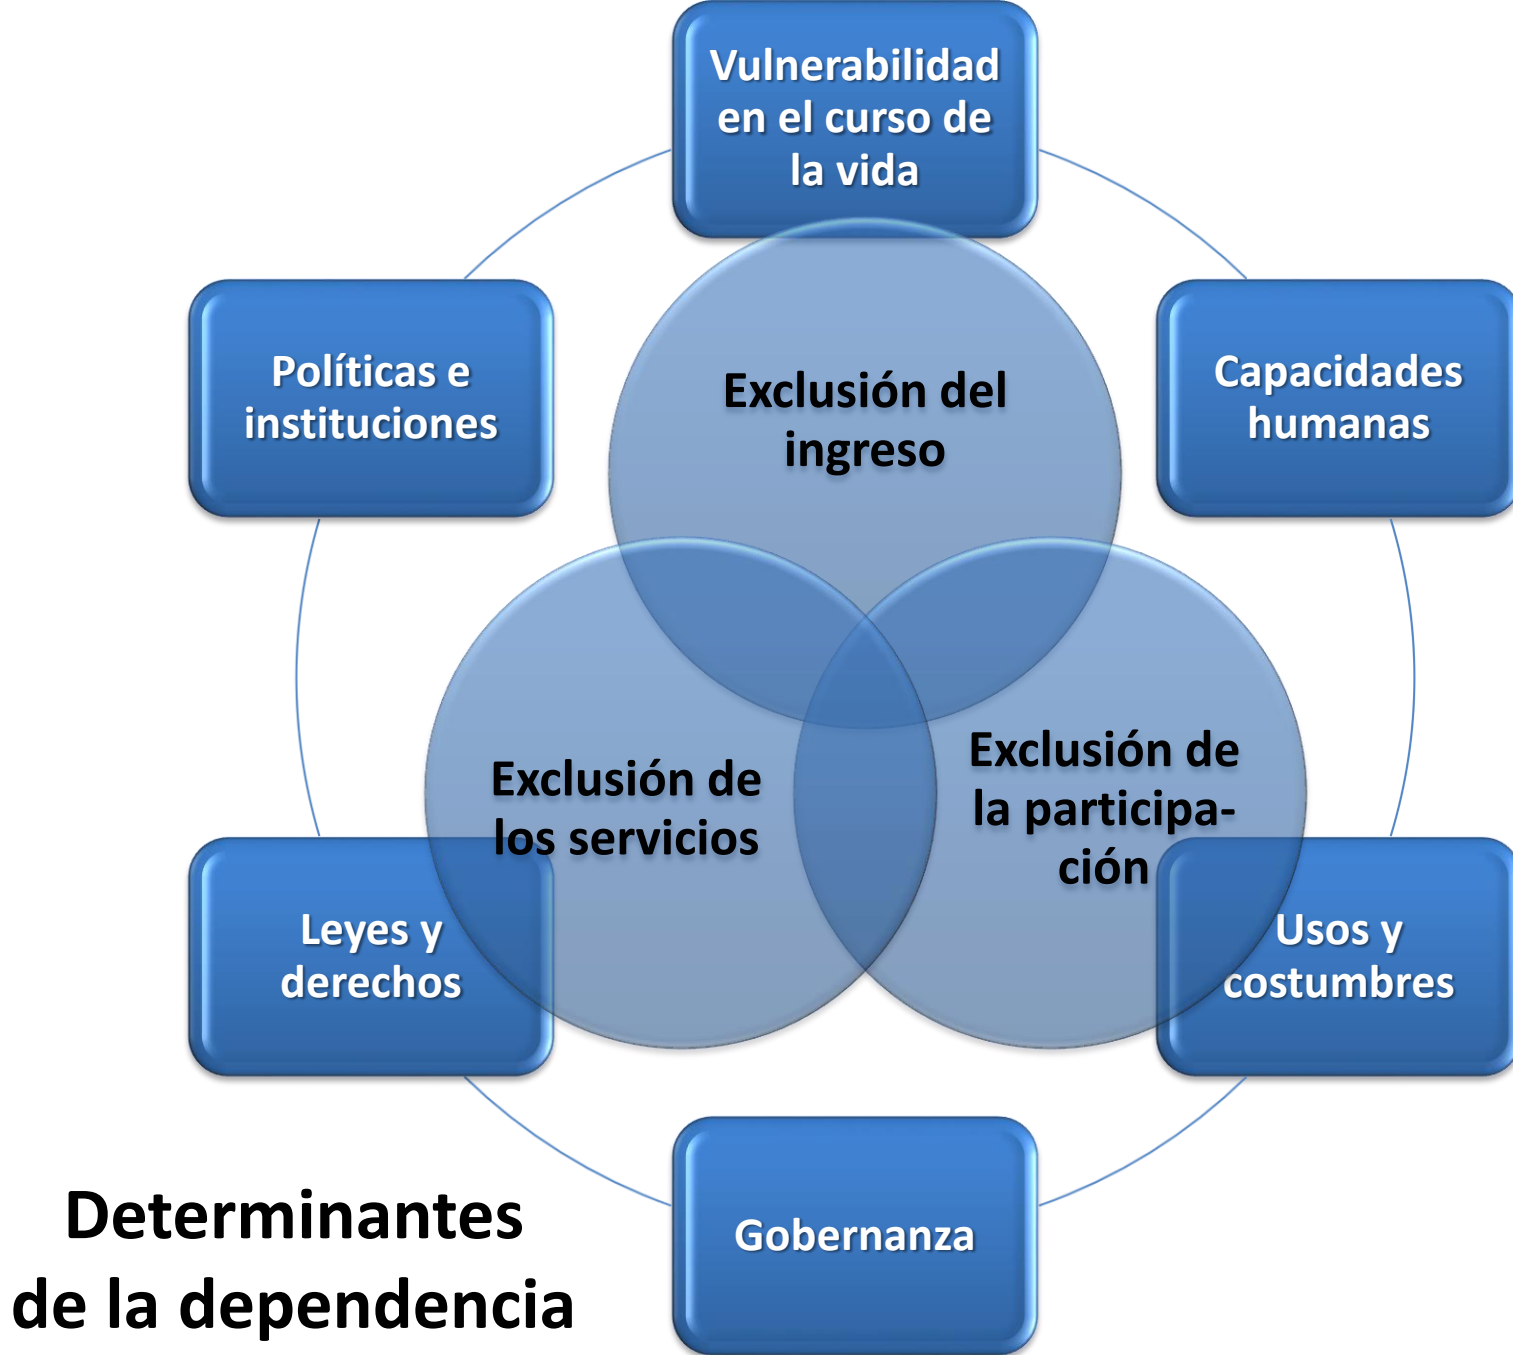 Vulnerabilidad
en el curso de
la vida
Políticas e
instituciones
Capacidades
humanas
Exclusión del
ingreso
Exclusión de
los servicios
Exclusión de
la participa-
ción
Leyes y
derechos
Usos y
costumbres
Gobernanza
Determinantes
de la dependencia